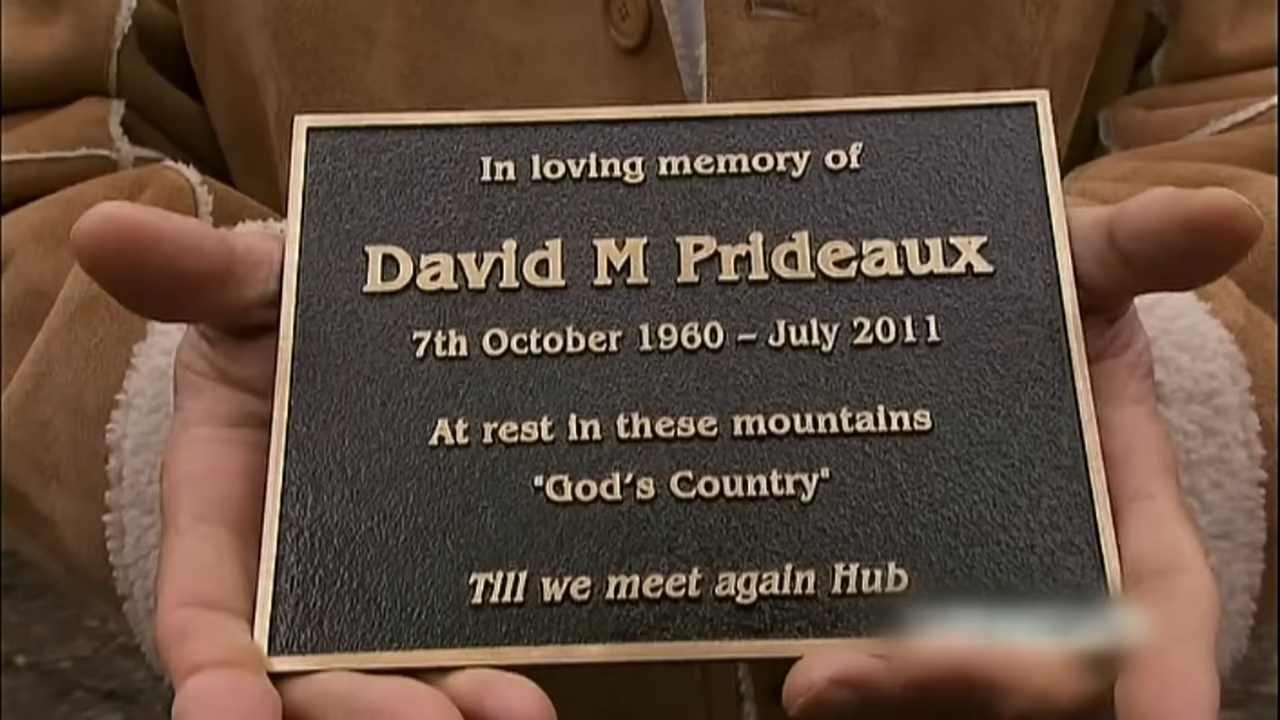 In loving memory of
David M Prideaux
7th October 1960 – July 2011
At rest in these mountains
"God's Country"
Till we meet again Hub